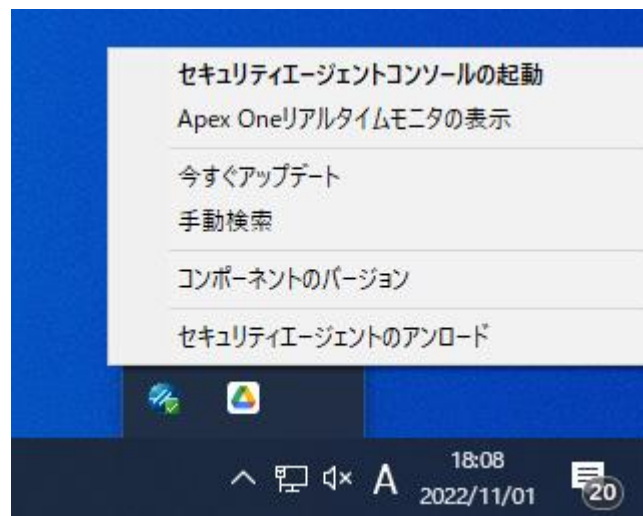 セキュリティエージェントコンソールの起動
Apex Oneリアルタイムモニタの表示
今すぐアップデート
手動検索
コンポーネントのバージョン
セキュリティエージェントのアンロード
A
18:08
2022/11/01
20